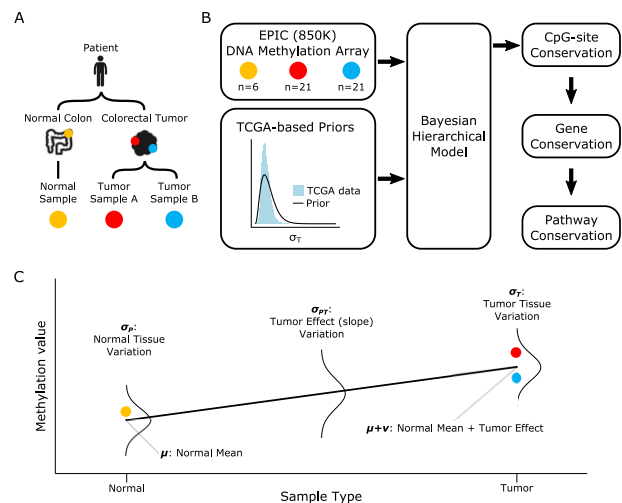 A
Patient
Normal Colon
Colorectal Tumor
Normal
Sample
Tumor
Sample A
Tumor
Sample B
B
EPIC (850K)
DNA Methylation Array
n=6
n=21
n=21
TCGA-based Priors
TCGA data
Prior
σT
Bayesian
Hierarchical
Model
CpG-site
Conservation
Gene
Conservation
Pathway
Conservation
C
Methylation value
σP:
Normal Tissue
Variation
σPT:
Tumor Effect (slope)
Variation
σT:
Tumor Tissue
Variation
μ: Normal Mean
μ+ν: Normal Mean + Tumor Effect
Normal
Tumor
Sample Type